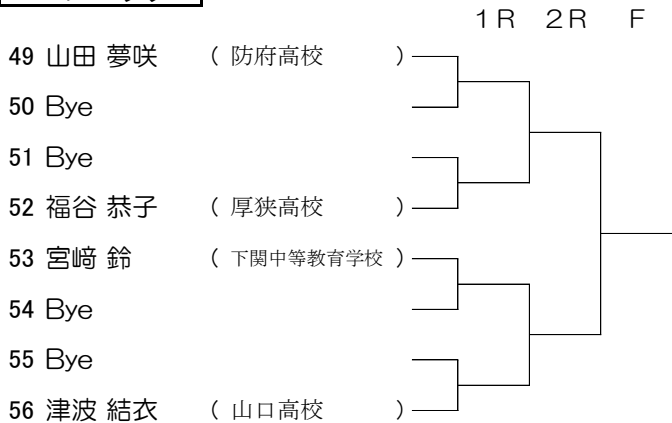 1R 2R F
49 山田 夢咲 ( 防府高校 )
50 Bye
51 Bye
52 福谷 恭子 ( 厚狭高校 )
53 宮﨑 鈴 ( 下関中等教育学校 )
54 Bye
55 Bye
56 津波 結衣 ( 山口高校 )